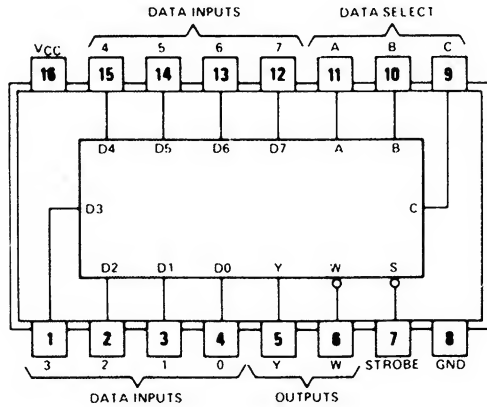 DATA INPUTS DATA SELECT
VCC 4 5 6 7 A B C
16 15 14 13 12 11 10 9
D4 D5 D6 D7 A B
D3 C
D2 D1 D0 Y W S
1 2 3 4 5 6 7 8
3 2 1 0 Y W STROBE GND
DATA INPUTS OUTPUTS